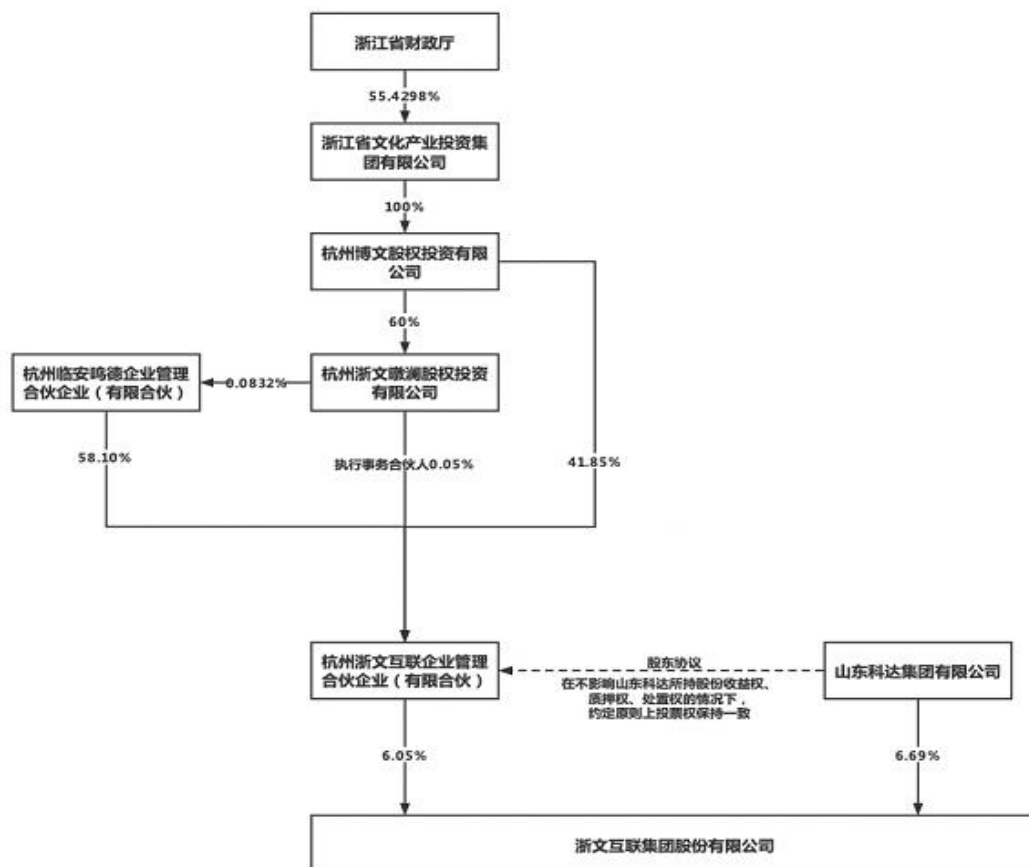 浙江省财政厅
55.4298%
浙江省文化产业投资集
团有限公司
100%
杭州博文股权投资有限
公司
60%
杭州临安鸣德企业管理
合伙企业（有限合伙）
0.0832%
杭州浙文暾澜股权投资
有限公司
58.10%
执行事务合伙人0.05%
41.85%
杭州浙文互联企业管理
合伙企业（有限合伙）
股东协议
在不影响山东科达所持股份收益权、
质押权、处置权的情况下，
约定原则上投票权保持一致
山东科达集团有限公司
6.05%
6.69%
浙文互联集团股份有限公司